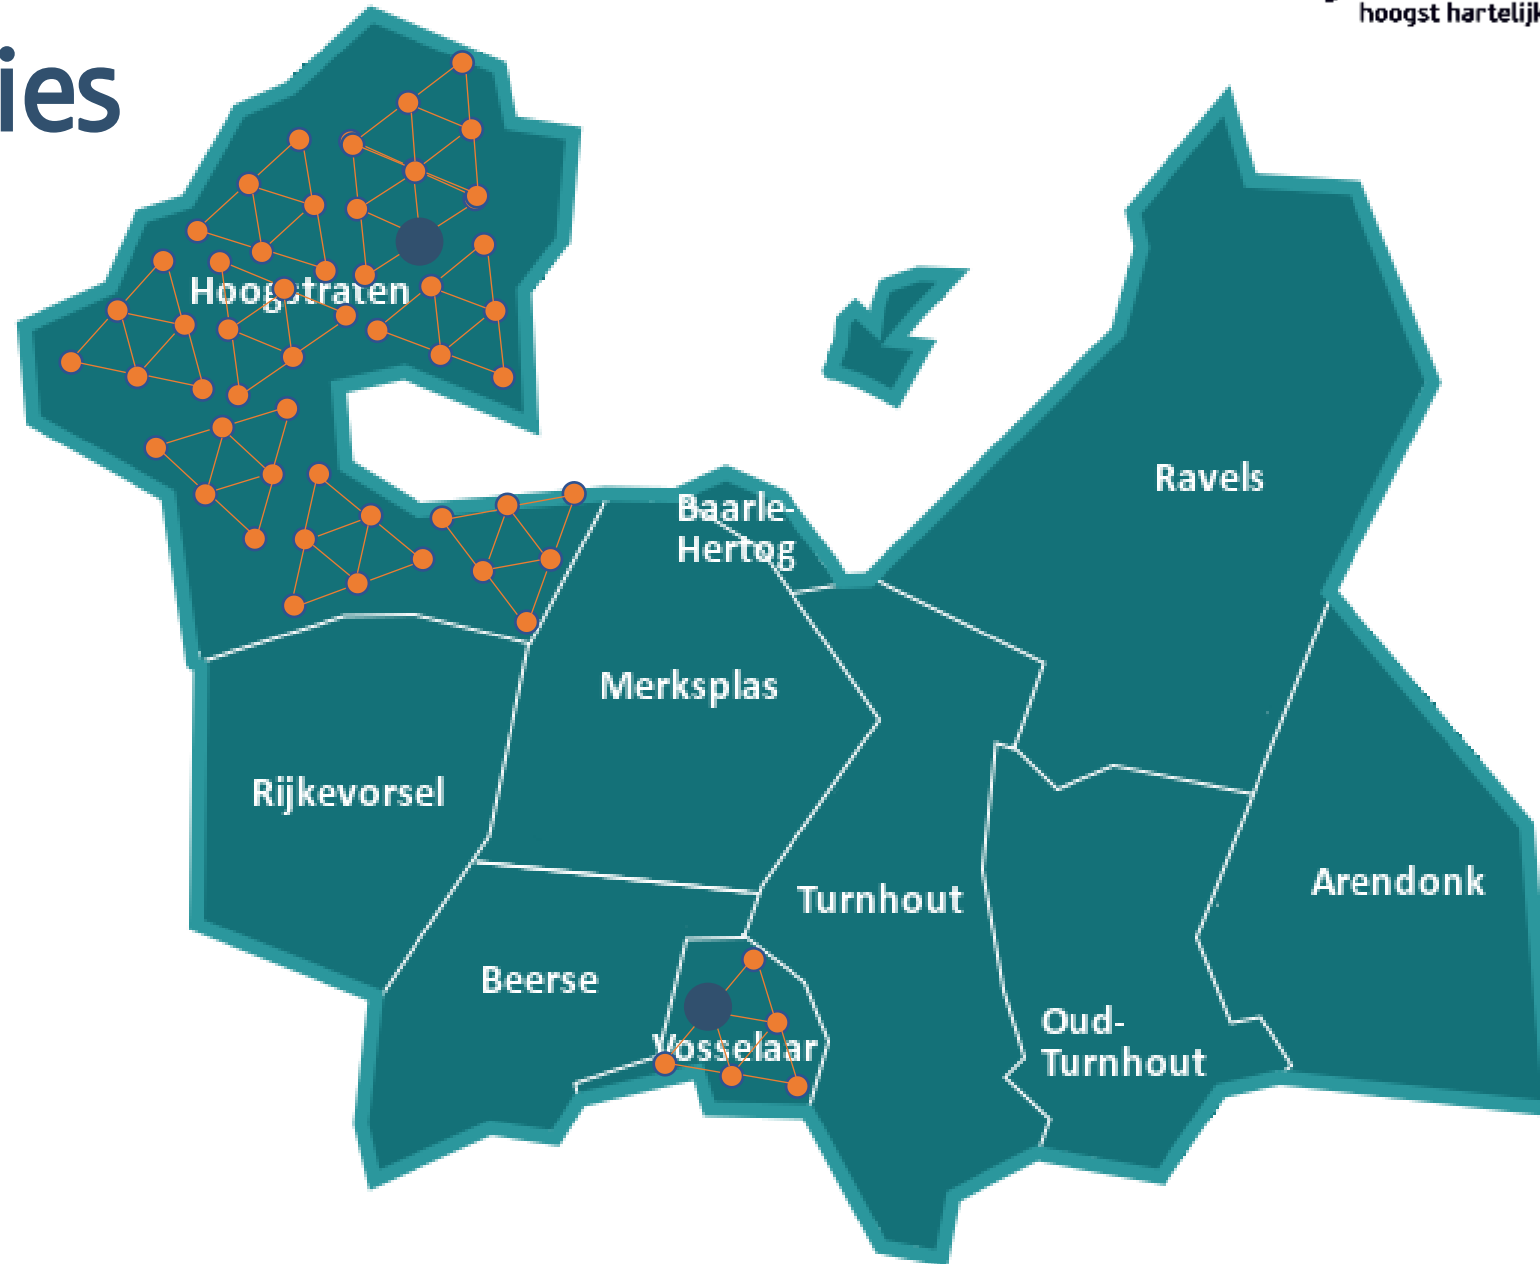 hoogst hartelijk
ies
Hoogstraten
Ravels
Baarle-
Hertog
Merksplas
Rijkevorsel
Arendonk
Turnhout
Beerse
Oud-
Turnhout
Vosselaar